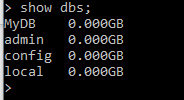 > show dbs;
MyDB    0.000GB
admin   0.000GB
config  0.000GB
local   0.000GB
>